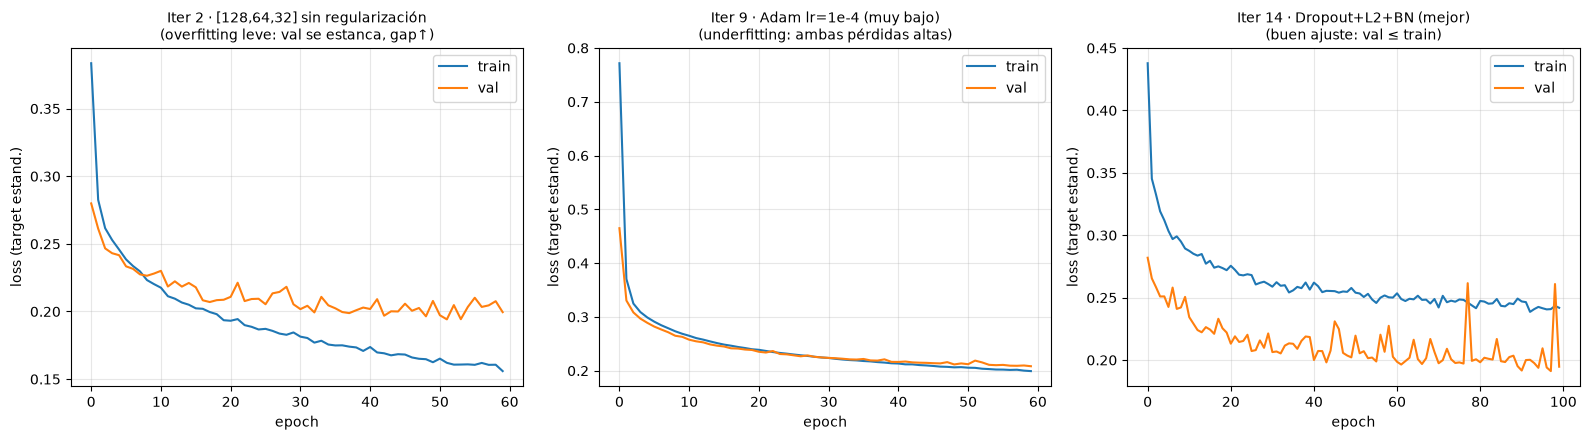 Iter 2 · [128,64,32] sin regularización
(overfitting leve: val se estanca, gap↑)
loss (target estand.)
0.35
0.30
0.25
0.20
0.15
0 10 20 30 40 50 60
epoch
train
val
Iter 9 · Adam lr=1e-4 (muy bajo)
(underfitting: ambas pérdidas altas)
loss (target estand.)
0.8
0.7
0.6
0.5
0.4
0.3
0.2
0 10 20 30 40 50 60
epoch
train
val
Iter 14 · Dropout+L2+BN (mejor)
(buen ajuste: val ≤ train)
loss (target estand.)
0.45
0.40
0.35
0.30
0.25
0.20
0 20 40 60 80 100
epoch
train
val